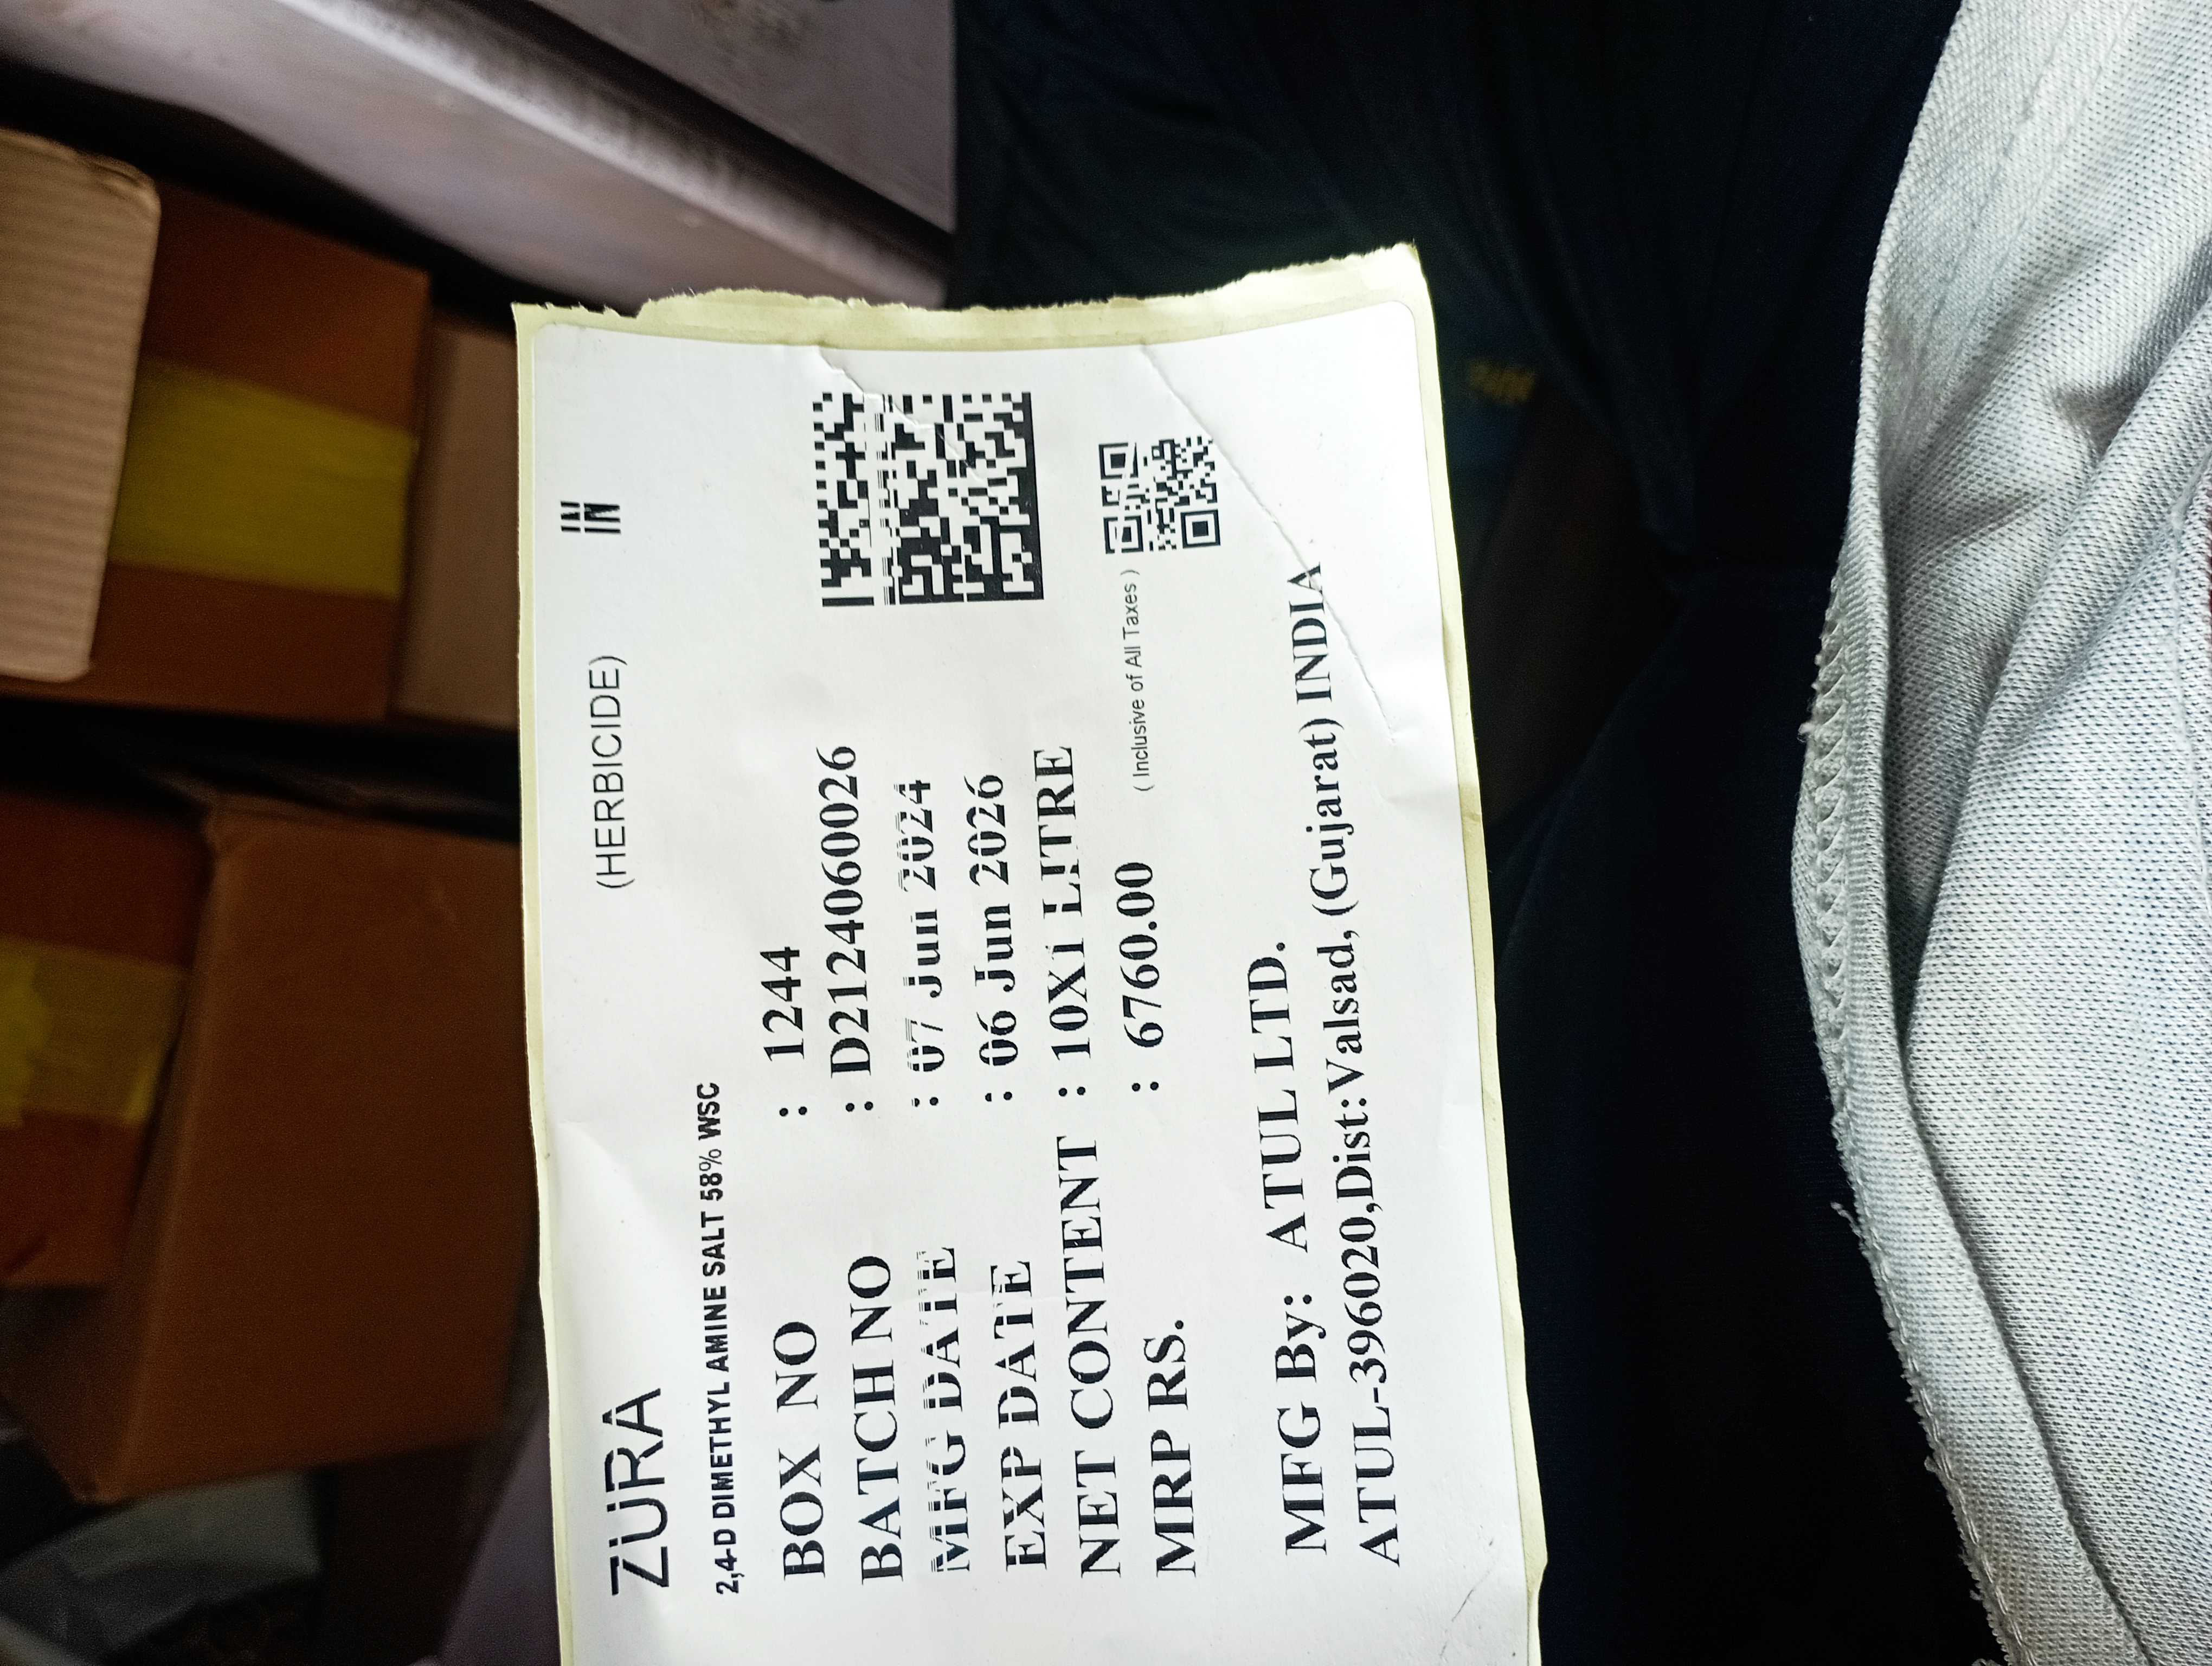 ZURA (HERBICIDE) IN
2,4-D DIMETHYL AMINE SALT 58% WSC
BOX NO : 1244
BATCH NO : D2124060026
MFG DATE : 07 Jun 2024
EXP DATE : 06 Jun 2026
NET CONTENT : 10X1 LITRE
MRP RS. : 6760.00 ( Inclusive of All Taxes )
MFG By: ATUL LTD.
ATUL-396020,Dist:Valsad, (Gujarat) INDIA